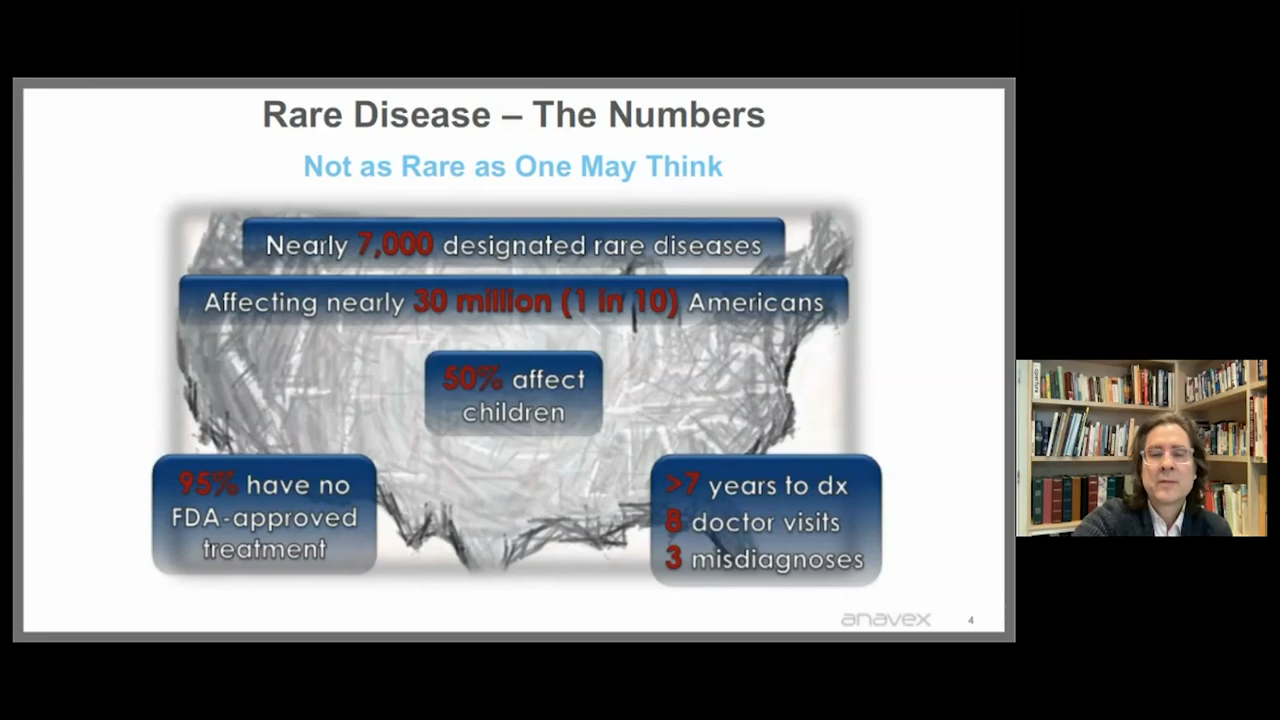 Rare Disease – The Numbers
Not as Rare as One May Think
Nearly 7,000 designated rare diseases
Affecting nearly 30 million (1 in 10) Americans
50% affect
children
95% have no
FDA-approved
treatment
>7 years to dx
8 doctor visits
3 misdiagnoses
anavex
4